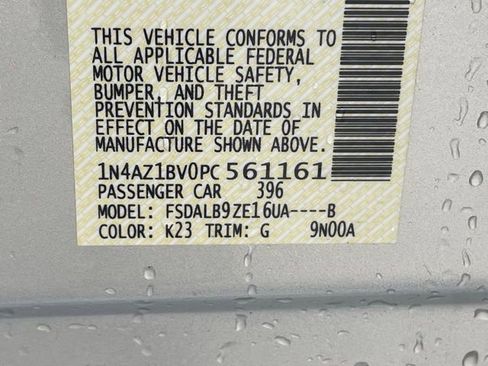 THIS VEHICLE CONFORMS TO
ALL APPLICABLE FEDERAL
MOTOR VEHICLE SAFETY,
BUMPER, AND THEFT
PREVENTION STANDARDS IN
EFFECT ON THE DATE OF
MANUFACTURE SHOWN ABOVE.
1N4AZ1BV0PC561161
PASSENGER CAR 396
MODEL: FSDALB9ZE16UA----B
COLOR: K23 TRIM: G 9N00A